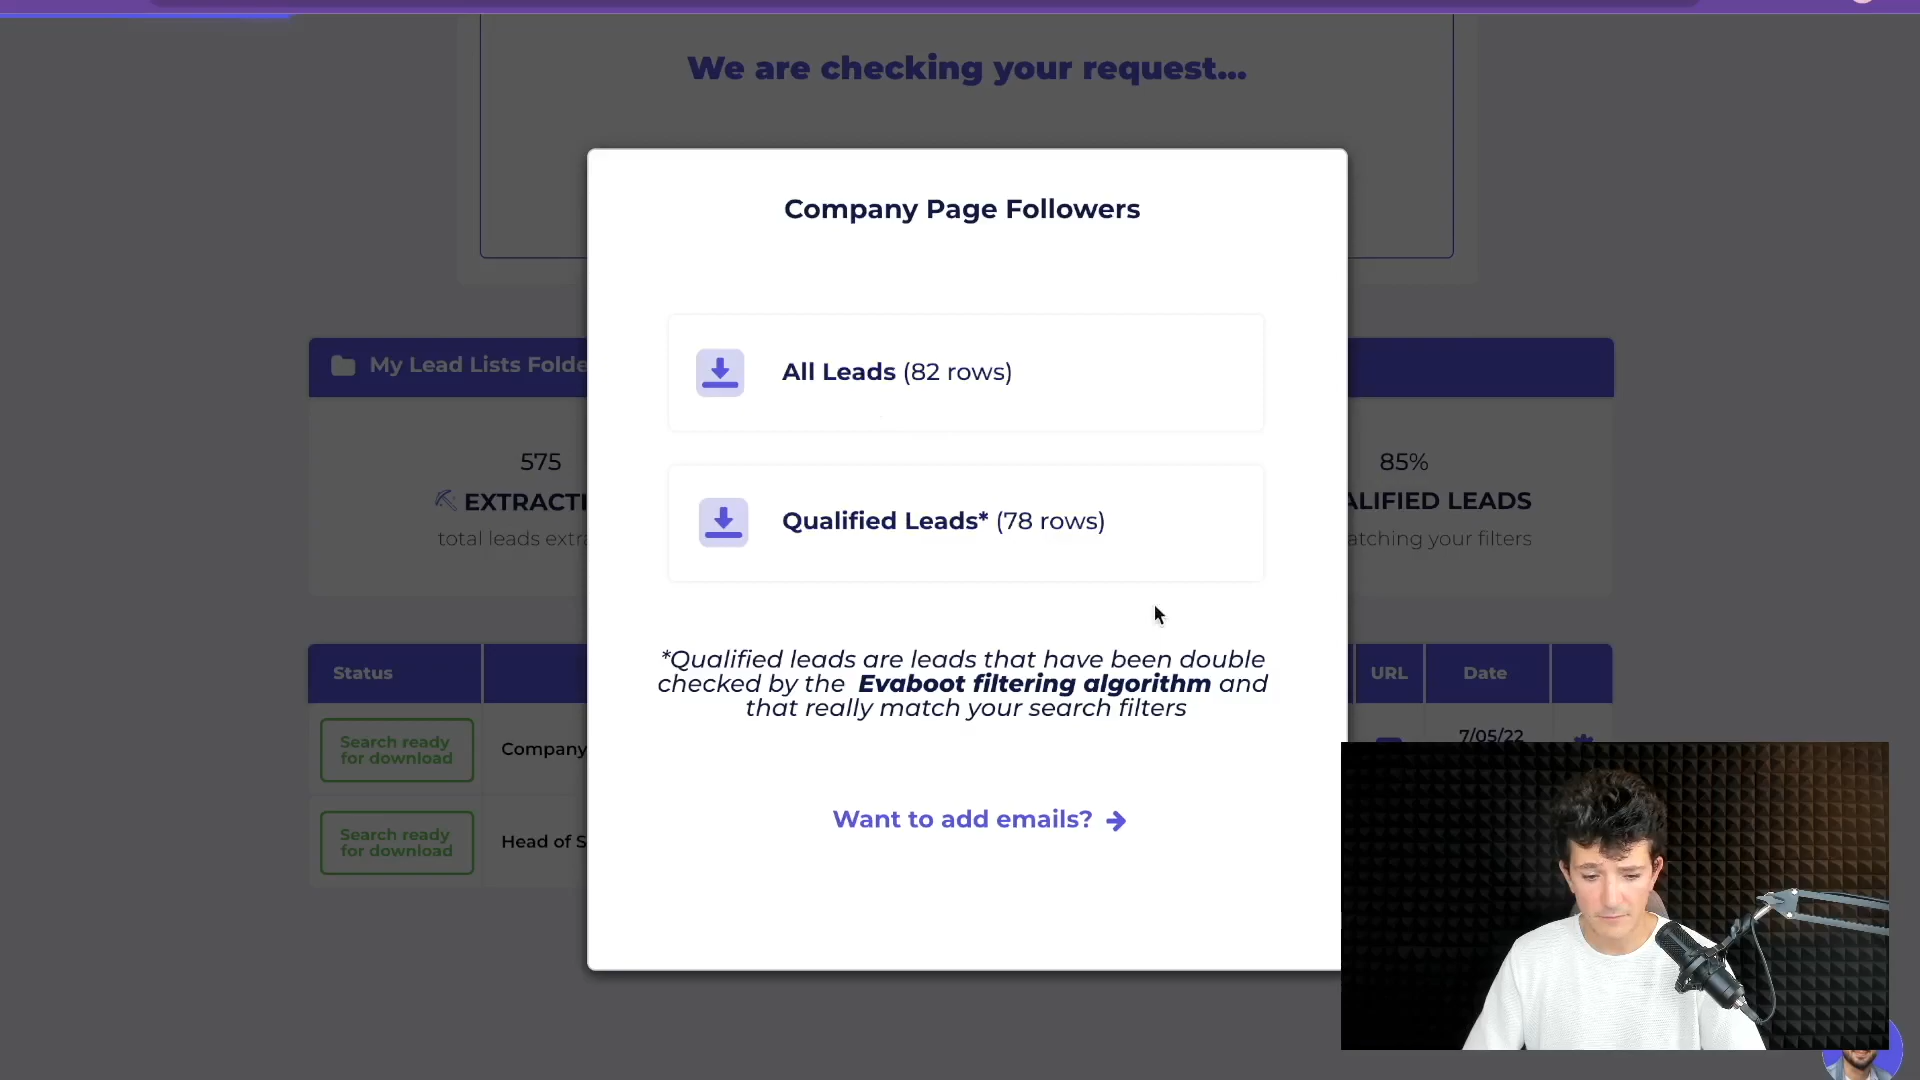 We are checking your request...
Company Page Followers
All Leads (82 rows)
My Lead Lists Folde
Qualified Leads* (78 rows)
575
EXTRACTI
total leads extra
85%
ALIFIED LEADS
atching your filters
*Qualified leads are leads that have been double
checked by the Evaboot filtering algorithm and
that really match your search filters
Status
URL
Date
Search ready
for download
Company
7/05/22
Search ready
for download
Head of S
Want to add emails?